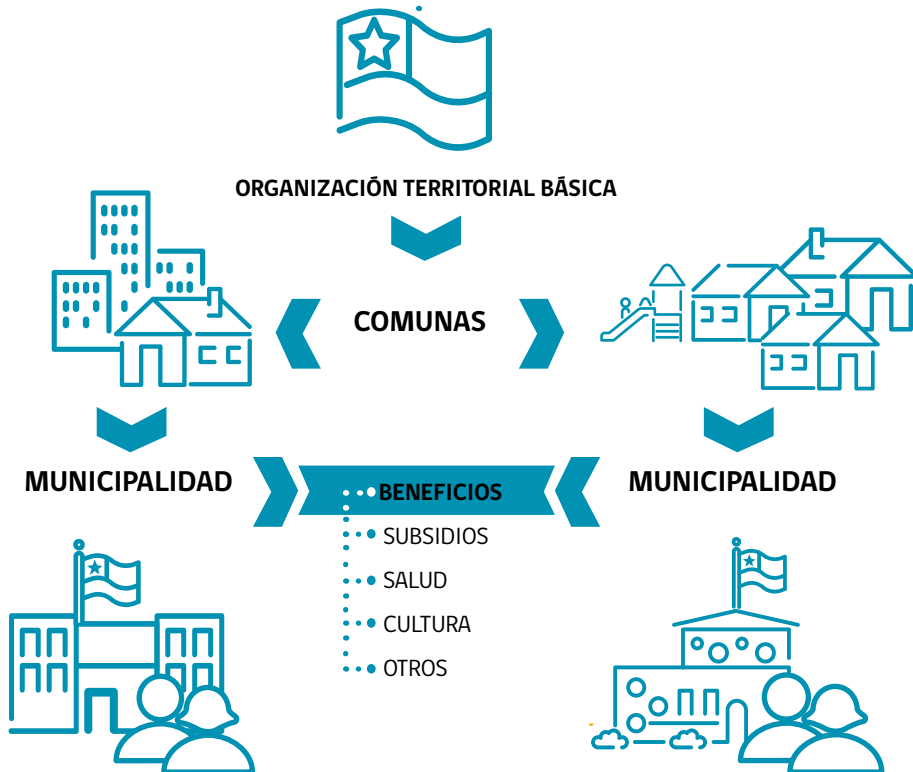 ORGANIZACIÓN TERRITORIAL BÁSICA
COMUNAS
MUNICIPALIDAD
BENEFICIOS
MUNICIPALIDAD
SUBSIDIOS
SALUD
CULTURA
OTROS